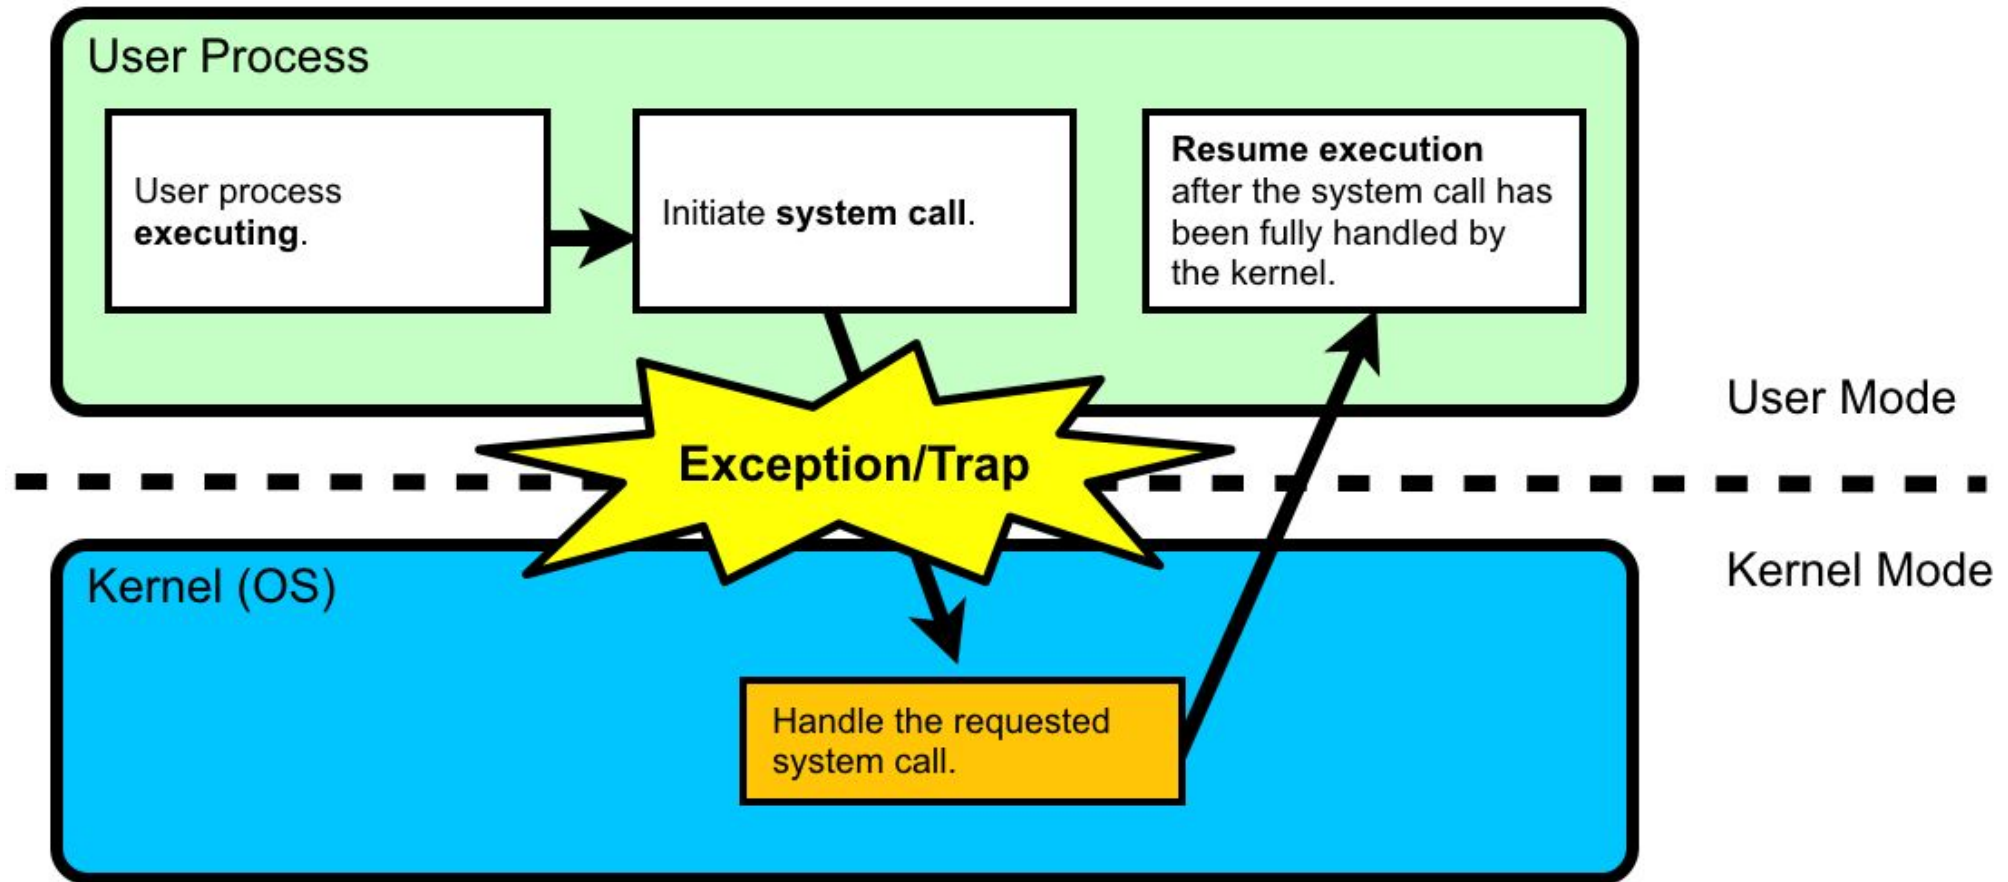 User Process
User process
executing.
Initiate system call.
Resume execution
after the system call has
been fully handled by
the kernel.
User Mode
Exception/Trap
Kernel Mode
Kernel (OS)
Handle the requested
system call.